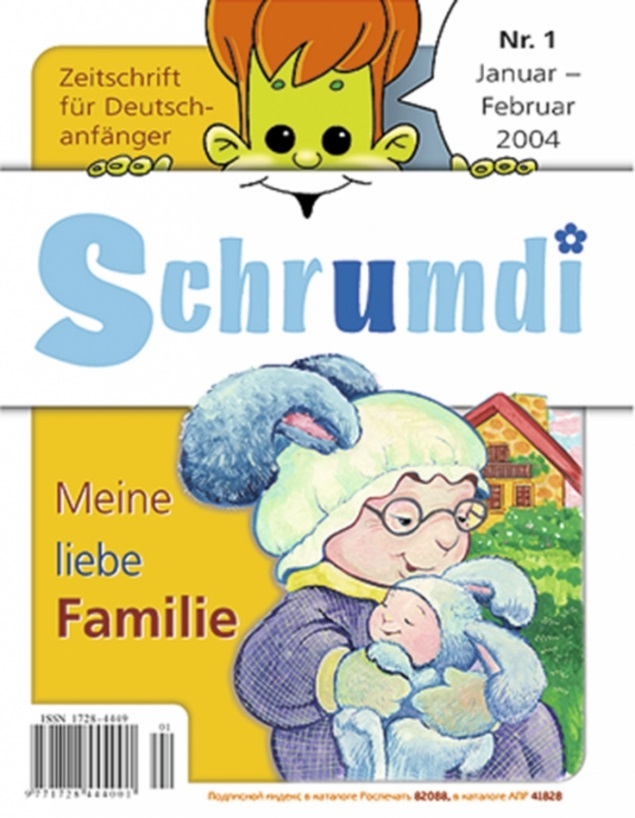 Zeitschrift
für Deutsch-
anfänger
Nr. 1
Januar –
Februar
2004
Schrumdi
Meine
liebe
Familie
ISSN 1728-4449
01
9 771728 444001
Подписной индекс в каталоге Роспечать 82088, в каталоге АПР 41828